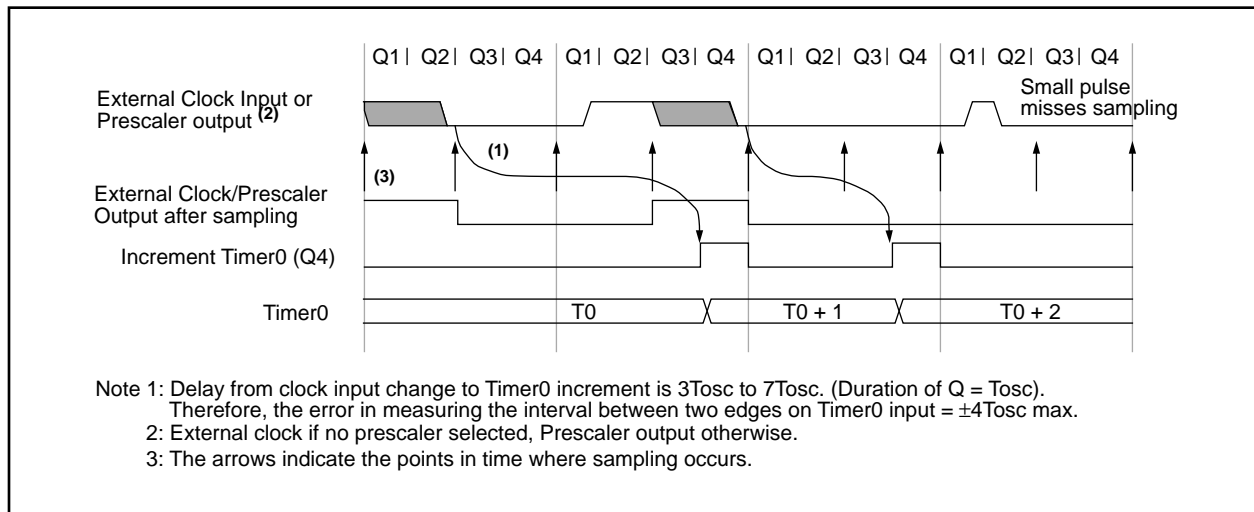 Q1 | Q2 | Q3 | Q4 Q1 | Q2 | Q3 | Q4 Q1 | Q2 | Q3 | Q4 Q1 | Q2 | Q3 | Q4
Small pulse
misses sampling
External Clock Input or
Prescaler output (2)
(1)
(3)
External Clock/Prescaler
Output after sampling
Increment Timer0 (Q4)
Timer0 T0 T0 + 1 T0 + 2
Note 1: Delay from clock input change to Timer0 increment is 3Tosc to 7Tosc. (Duration of Q = Tosc).
Therefore, the error in measuring the interval between two edges on Timer0 input = ±4Tosc max.
2: External clock if no prescaler selected, Prescaler output otherwise.
3: The arrows indicate the points in time where sampling occurs.